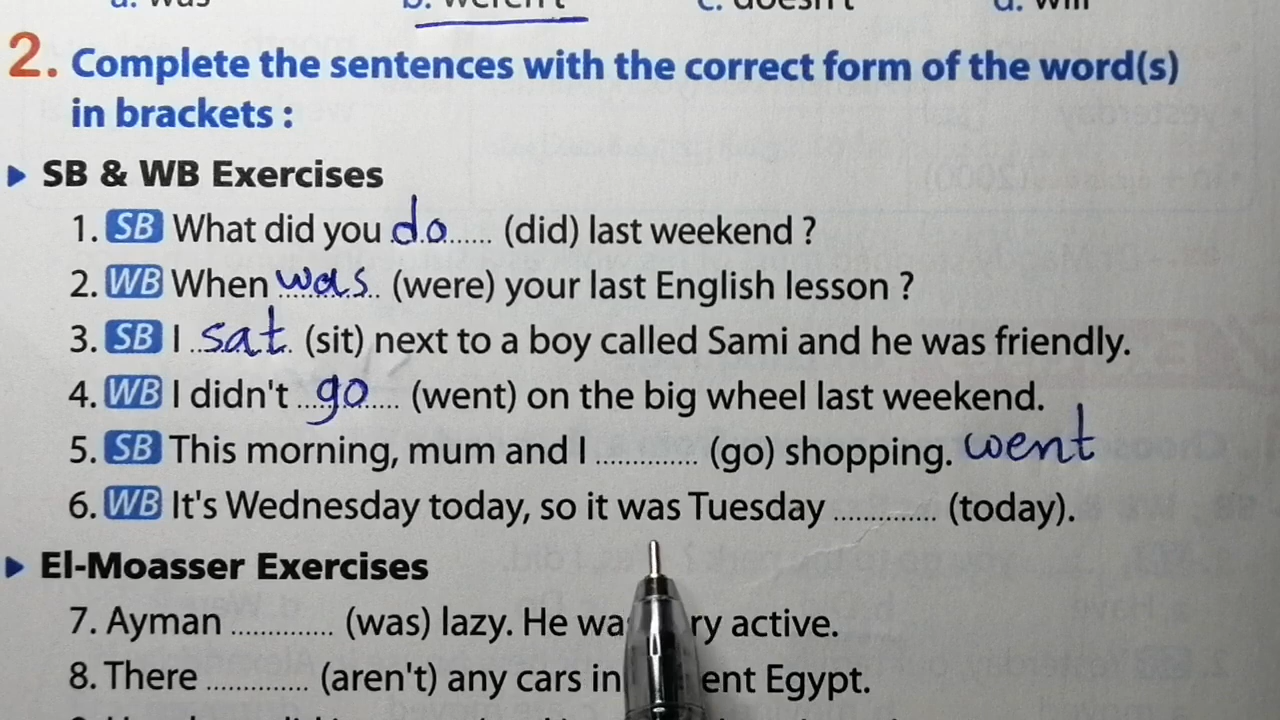 a. was b. weren't c. doesn't d. will
2. Complete the sentences with the correct form of the word(s)
in brackets :
SB & WB Exercises
1. SB What did you do (did) last weekend ?
2. WB When was (were) your last English lesson ?
3. SB I sat (sit) next to a boy called Sami and he was friendly.
4. WB I didn't go (went) on the big wheel last weekend.
5. SB This morning, mum and I ............. (go) shopping. went
6. WB It's Wednesday today, so it was Tuesday ............. (today).
El-Moasser Exercises
7. Ayman ............. (was) lazy. He active.
8. There ............. (aren't) any cars in Egypt.